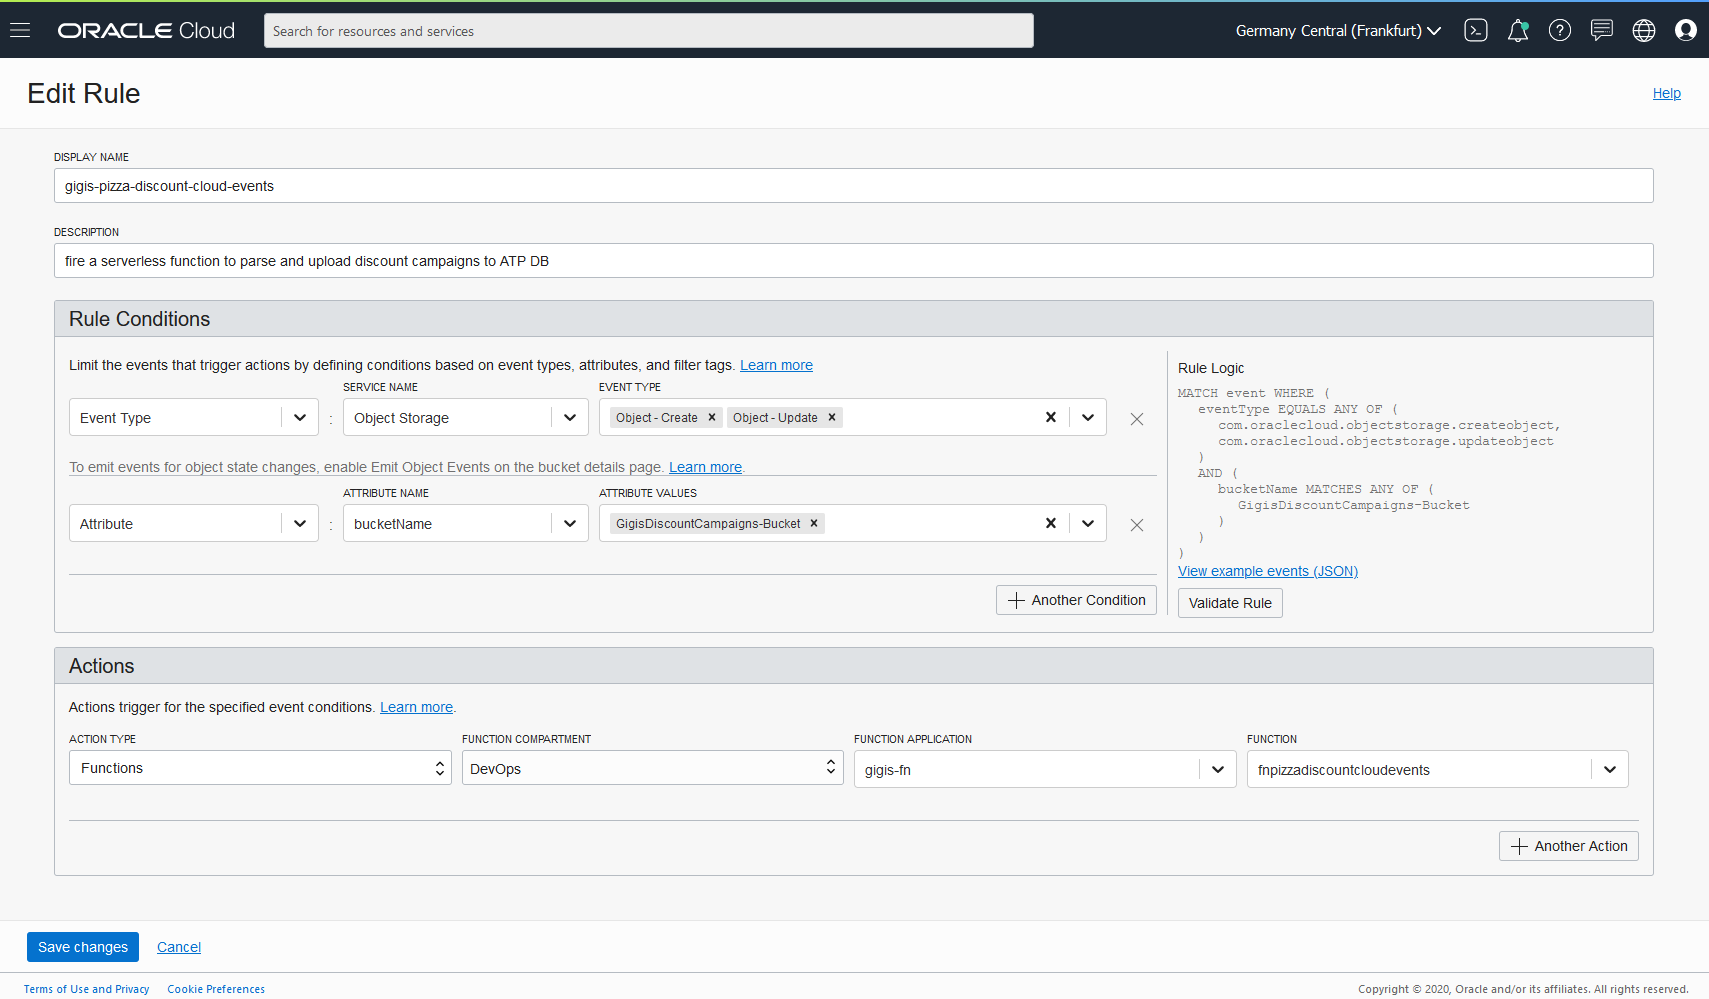 ORACLE Cloud
Search for resources and services
Germany Central (Frankfurt)
Edit Rule
Help
DISPLAY NAME
gigis-pizza-discount-cloud-events
DESCRIPTION
fire a serverless function to parse and upload discount campaigns to ATP DB
Rule Conditions
Limit the events that trigger actions by defining conditions based on event types, attributes, and filter tags. Learn more
SERVICE NAME
EVENT TYPE
Event Type
:
Object Storage
Object - Create
Object - Update
To emit events for object state changes, enable Emit Object Events on the bucket details page. Learn more.
ATTRIBUTE NAME
ATTRIBUTE VALUES
Attribute
:
bucketName
GigisDiscountCampaigns-Bucket
Another Condition
Rule Logic
MATCH event WHERE (
eventType EQUALS ANY OF (
com.oraclecloud.objectstorage.createobject,
com.oraclecloud.objectstorage.updateobject
)
AND (
bucketName MATCHES ANY OF (
GigisDiscountCampaigns-Bucket
)
)
)
View example events (JSON)
Validate Rule
Actions
Actions trigger for the specified event conditions. Learn more.
ACTION TYPE
FUNCTION COMPARTMENT
FUNCTION APPLICATION
FUNCTION
Functions
DevOps
gigis-fn
fnpizzadiscountcloudevents
Another Action
Save changes
Cancel
Terms of Use and Privacy
Cookie Preferences
Copyright © 2020, Oracle and/or its affiliates. All rights reserved.